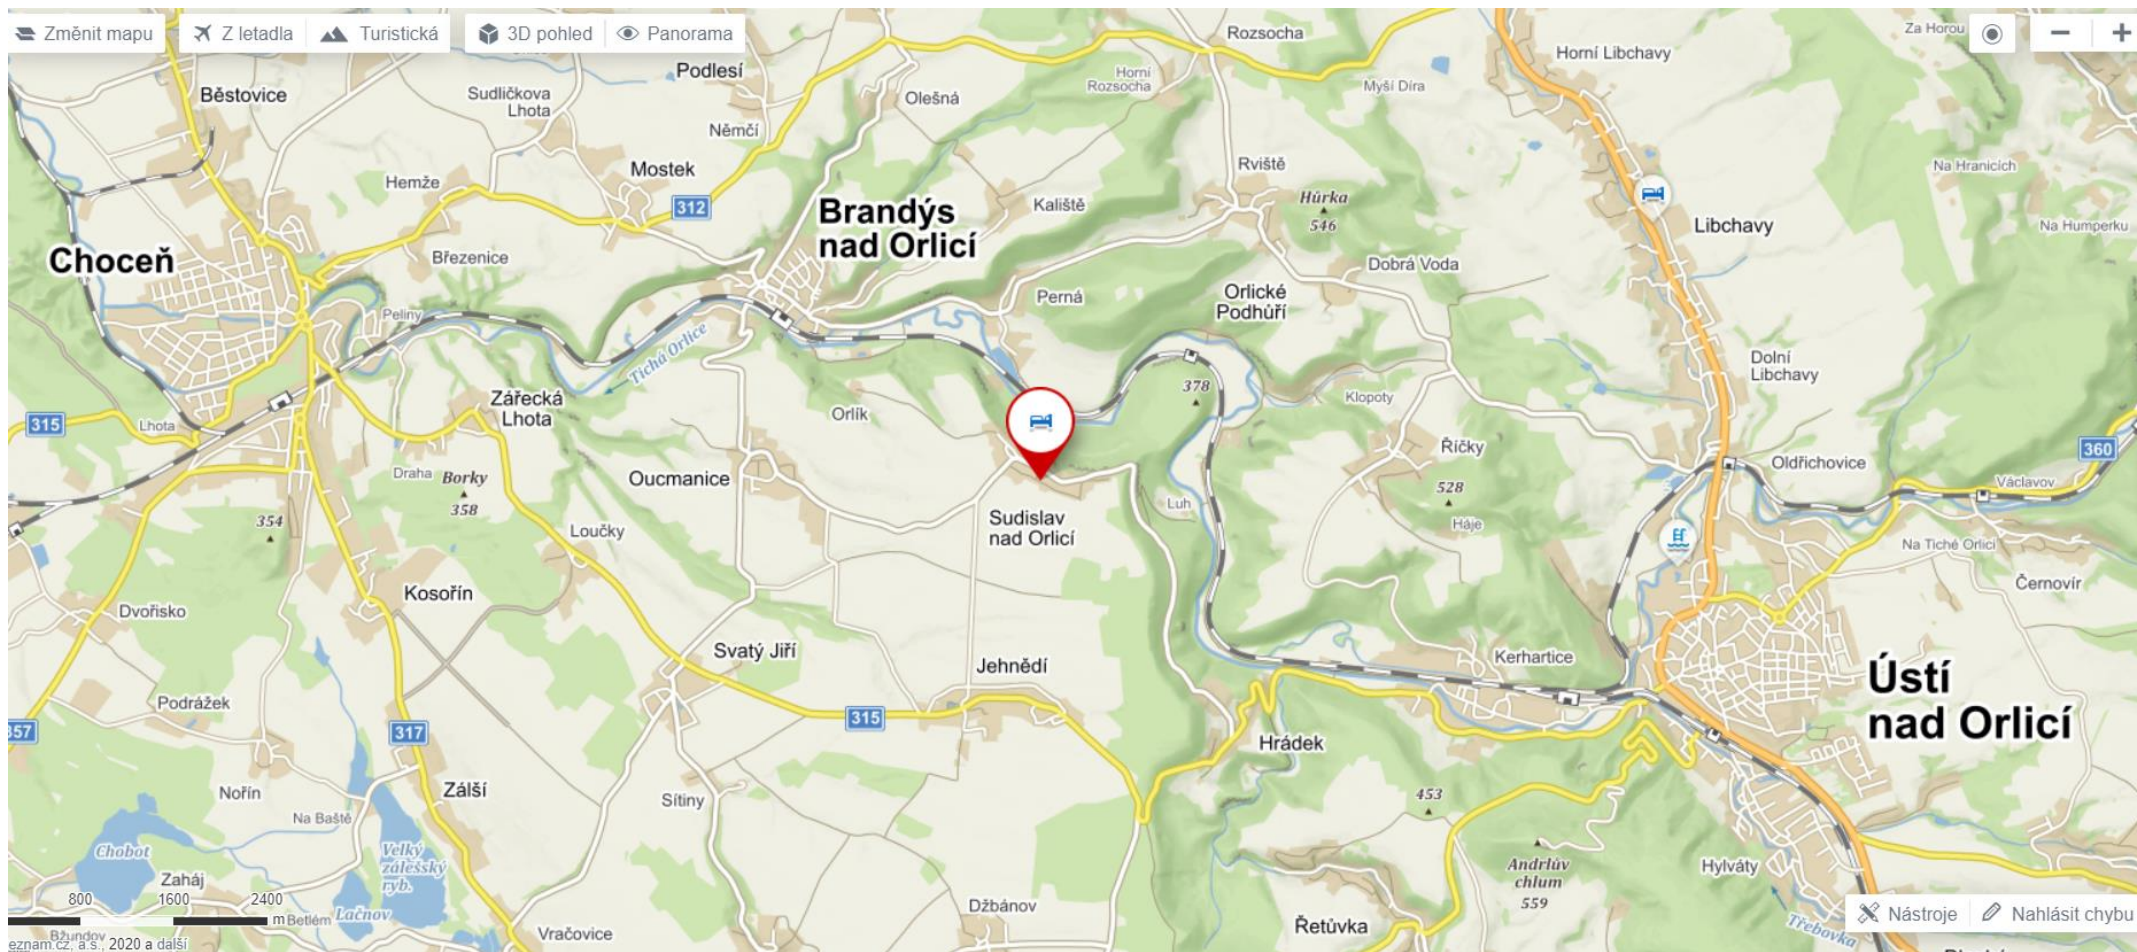 Změnit mapu
Z letadla
Turistická
3D pohled
Panorama
Rozsocha
Za Horou
Horní Libchavy
Podlesí
Horní
Rozsocha
Myší Díra
Běstovice
Sudličkova
Lhota
Olešná
Němčí
Mostek
Rviště
Na Hranicích
Hemže
312
Hůrka
546
Kaliště
Brandýs
nad Orlicí
Libchavy
Na Humperku
Choceň
Březenice
Dobrá Voda
Perná
Orlické
Podhůří
Peliny
Tichá Orlice
Dolní
Libchavy
378
Klopoty
Zářecká
Lhota
Orlík
315
Lhota
Říčky
360
Oldřichovice
Draha
Borky
358
Oucmanice
528
Václavov
Luh
354
Loučky
Sudislav
nad Orlicí
Háje
Na Tiché Orlici
Kosořín
Černovír
Dvořisko
Svatý Jiří
Jehnědí
Kerhartice
Ústí
nad Orlicí
Podrážek
315
357
317
Hrádek
Nořín
Zálší
Sítiny
453
Na Baště
Chobot
Velký
zálešský
ryb.
Andrlův
chlum
559
Hylváty
Zaháj
800
1600
2400
m
Betlém
Lačnov
Džbánov
Řetůvka
Nástroje
Nahlásit chybu
Třebovka
Bžundov
Vračovice
eznam.cz, a.s., 2020 a další